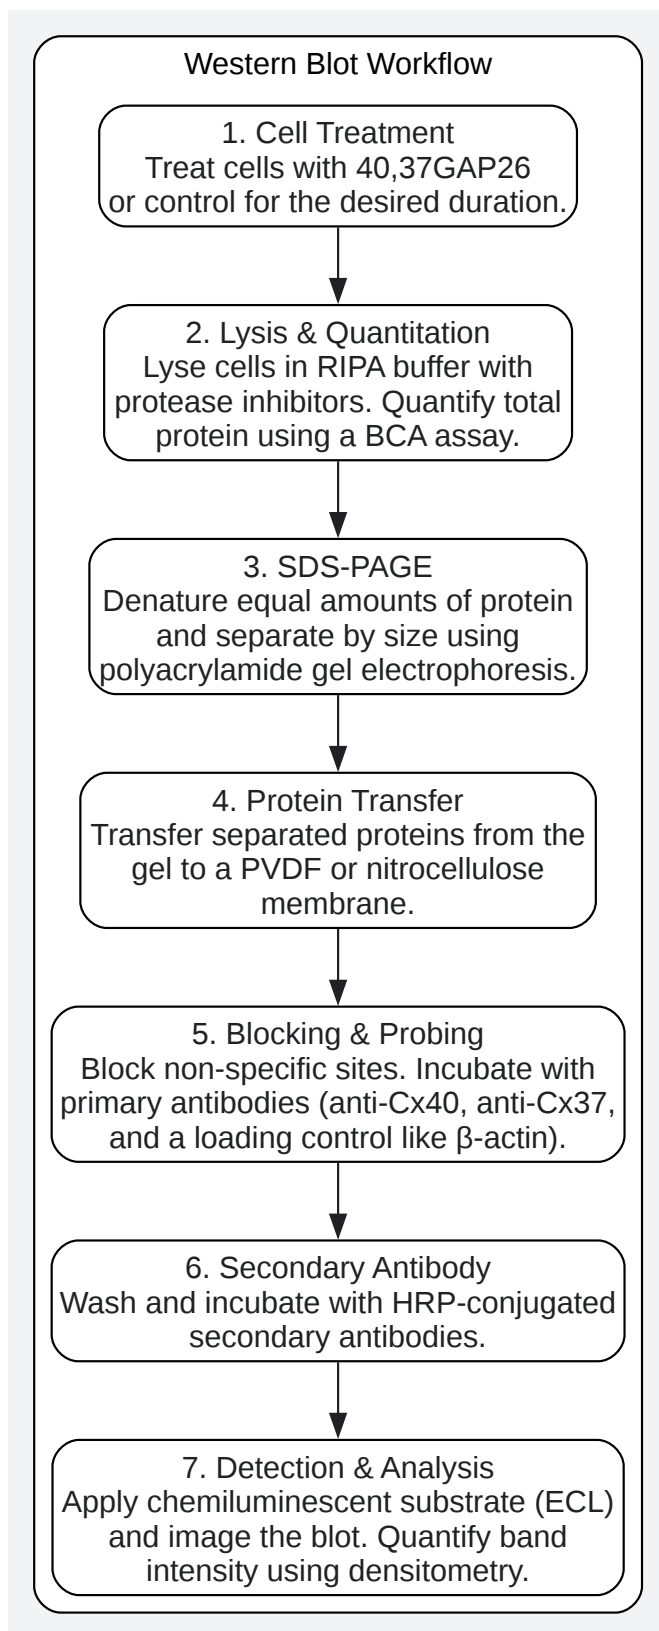 Western Blot Workflow
1. Cell Treatment
Treat cells with 40,37GAP26
or control for the desired duration.
2. Lysis & Quantitation
Lyse cells in RIPA buffer with
protease inhibitors. Quantify total
protein using a BCA assay.
3. SDS-PAGE
Denature equal amounts of protein
and separate by size using
polyacrylamide gel electrophoresis.
4. Protein Transfer
Transfer separated proteins from the
gel to a PVDF or nitrocellulose
membrane.
5. Blocking & Probing
Block non-specific sites. Incubate with
primary antibodies (anti-Cx40, anti-Cx37,
and a loading control like β-actin).
6. Secondary Antibody
Wash and incubate with HRP-conjugated
secondary antibodies.
7. Detection & Analysis
Apply chemiluminescent substrate (ECL)
and image the blot. Quantify band
intensity using densitometry.